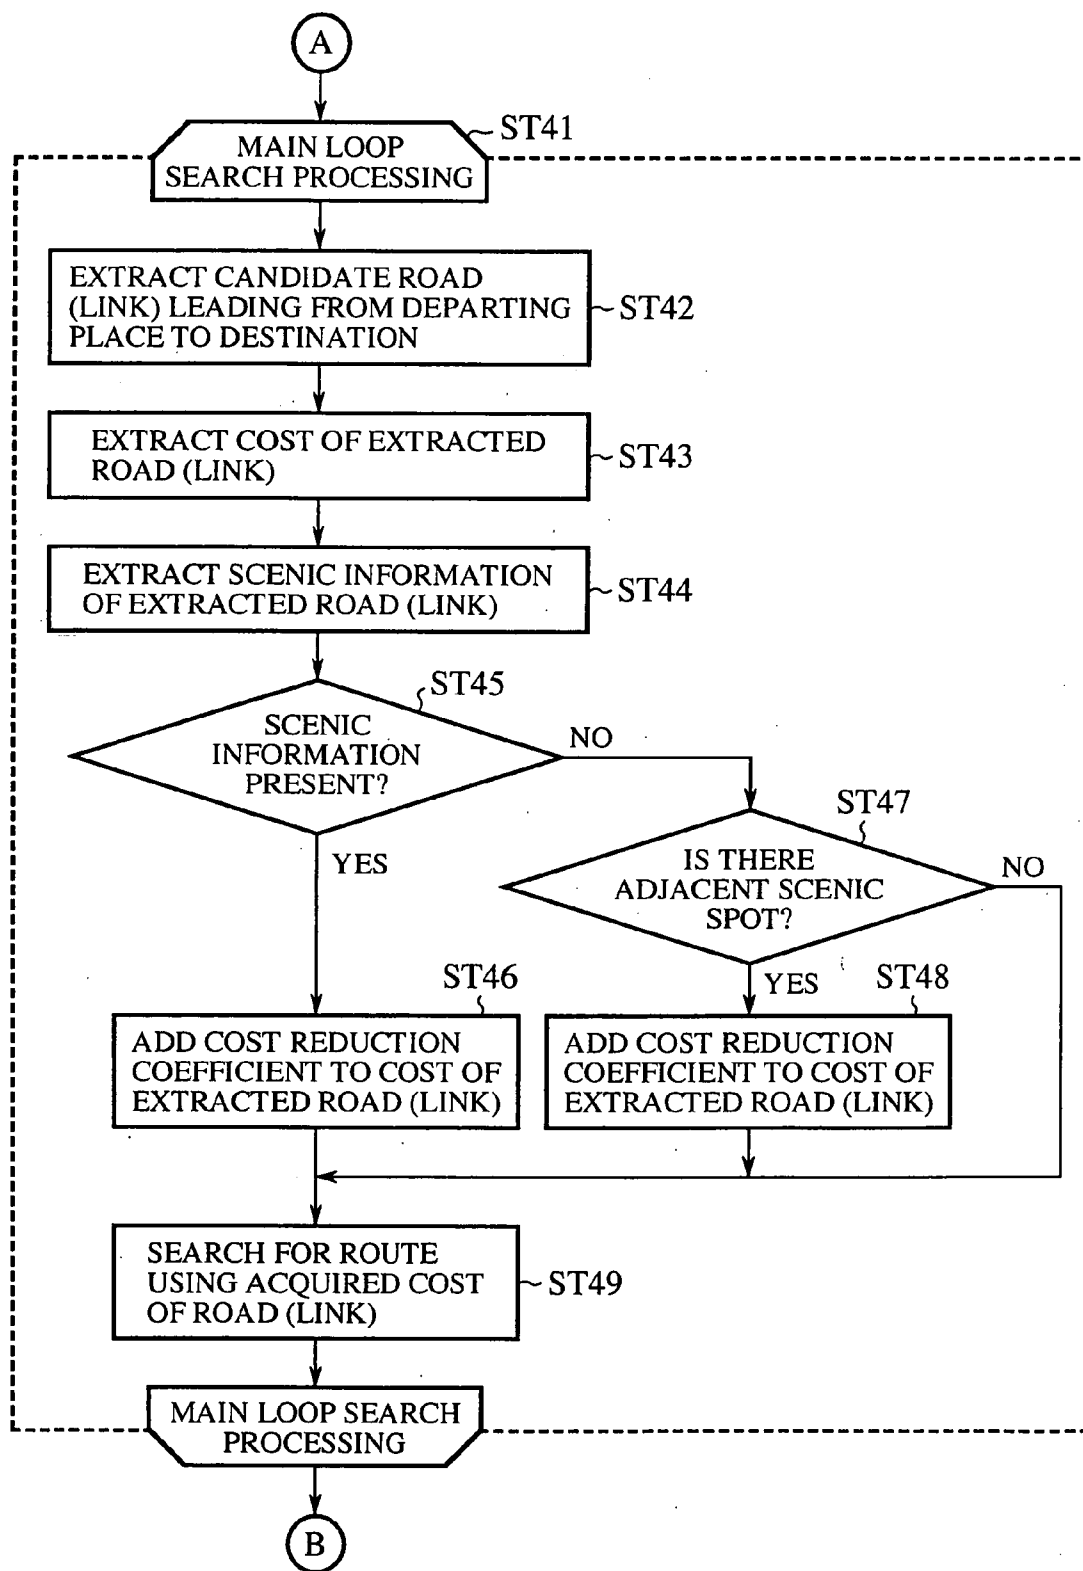 A
MAIN LOOP
SEARCH PROCESSING
ST41
EXTRACT CANDIDATE ROAD
(LINK) LEADING FROM DEPARTING
PLACE TO DESTINATION
ST42
EXTRACT COST OF EXTRACTED
ROAD (LINK)
ST43
EXTRACT SCENIC INFORMATION
OF EXTRACTED ROAD (LINK)
ST44
ST45
SCENIC
INFORMATION
PRESENT?
NO
YES
ST47
IS THERE
ADJACENT SCENIC
SPOT?
NO
YES
ST46
ADD COST REDUCTION
COEFFICIENT TO COST OF
EXTRACTED ROAD (LINK)
ST48
ADD COST REDUCTION
COEFFICIENT TO COST OF
EXTRACTED ROAD (LINK)
SEARCH FOR ROUTE
USING ACQUIRED COST
OF ROAD (LINK)
ST49
MAIN LOOP SEARCH
PROCESSING
B